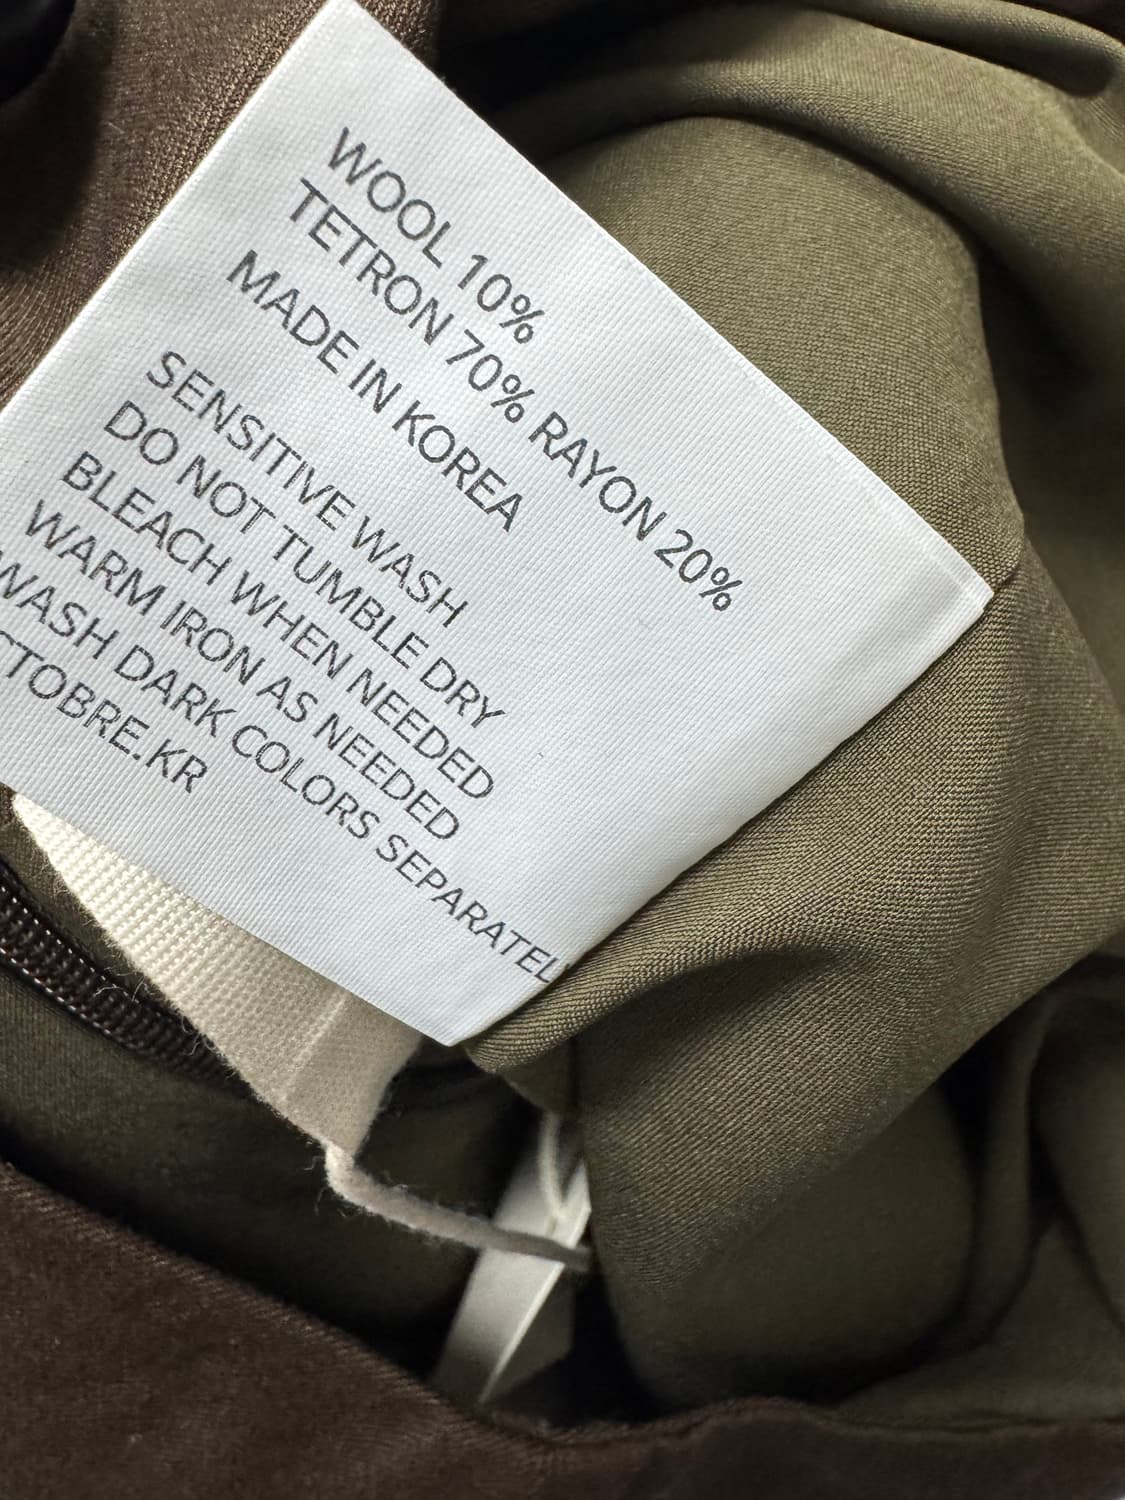 WOOL 10%
TETRON 70% RAYON 20%
MADE IN KOREA
SENSITIVE WASH
DO NOT TUMBLE DRY
BLEACH WHEN NEEDED
WARM IRON AS NEEDED
WASH DARK COLORS SEPARATEL
CTOBRE.KR